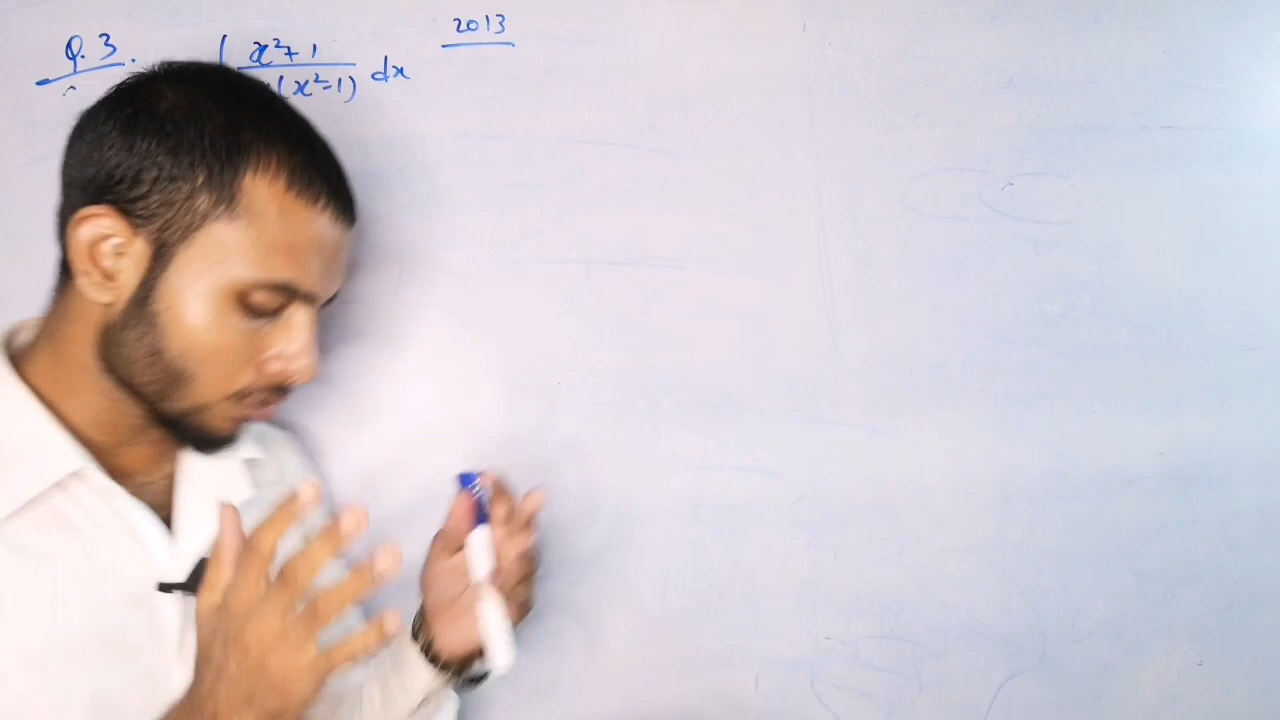 2013
Q. 3. ∫ x²+1
(x²-1) dx